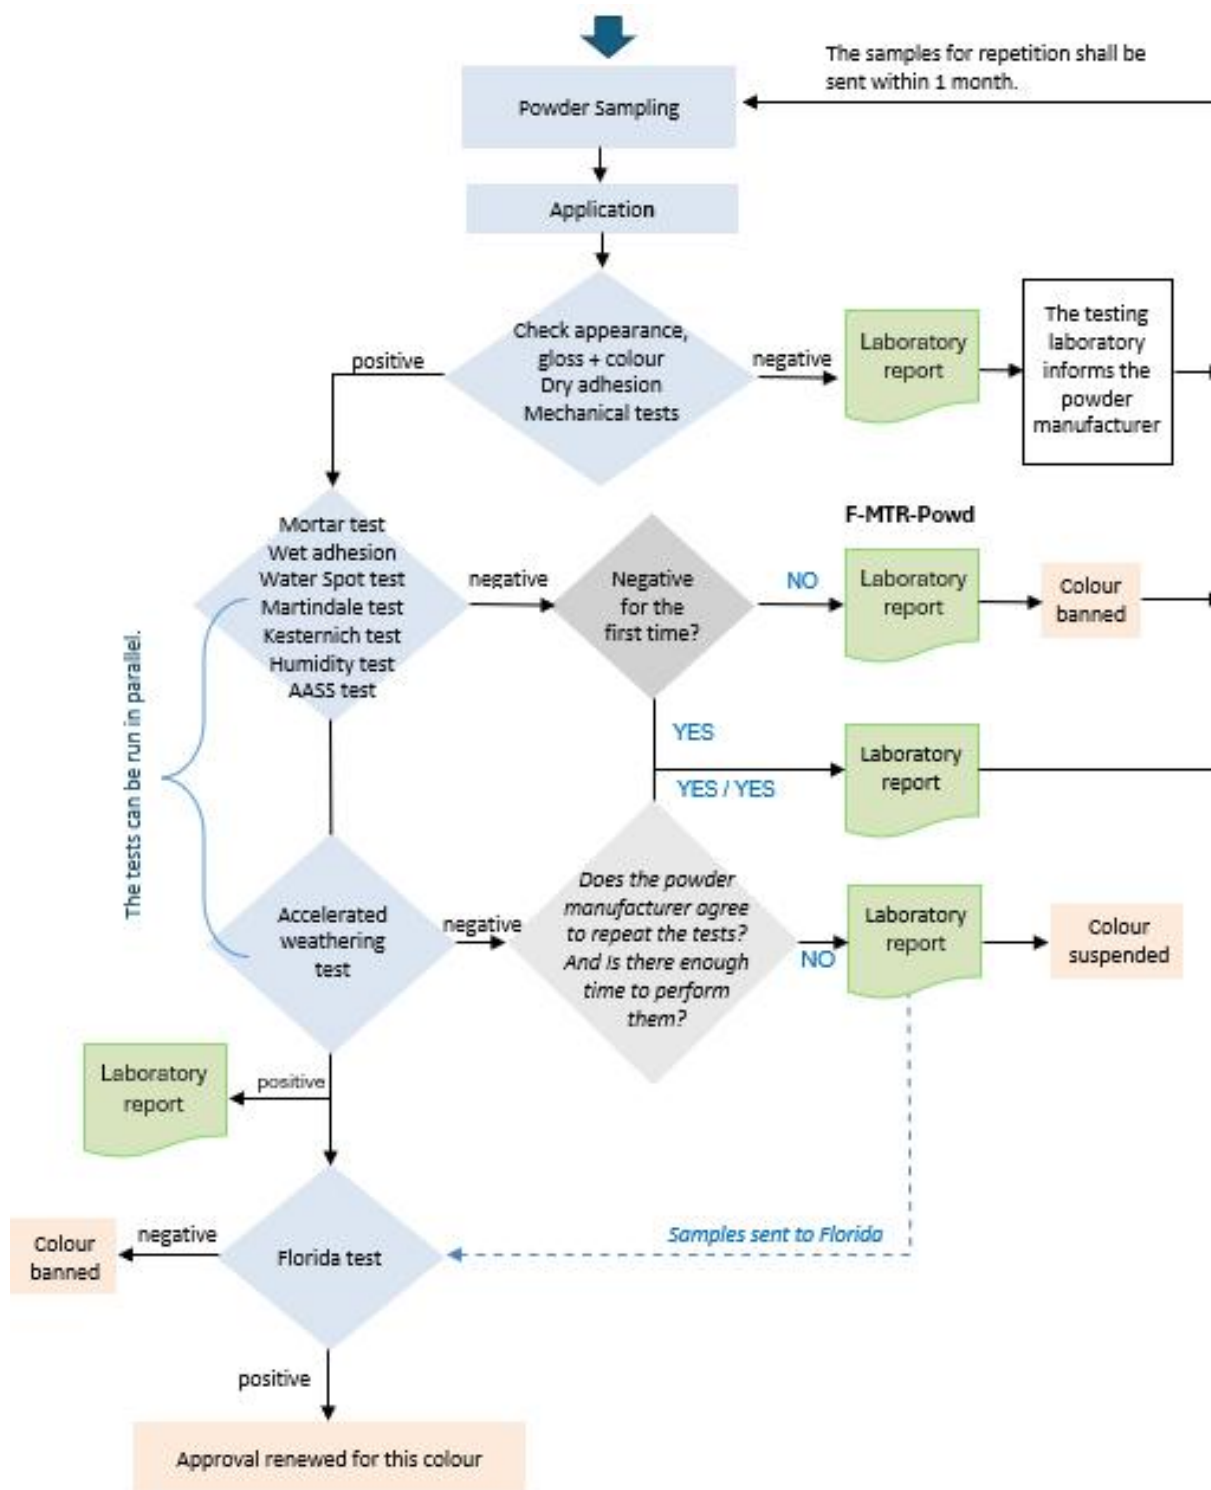 The samples for repetition shall be
sent within 1 month.
Powder Sampling
Application
Check appearance,
gloss + colour
Dry adhesion
Mechanical tests
positive
negative
Laboratory
report
The testing
laboratory
informs the
powder
manufacturer
Mortar test
Wet adhesion
Water Spot test
Martindale test
Kesternich test
Humidity test
AASS test
negative
Negative
for the
first time?
NO
F-MTR-Powd
Laboratory
report
Colour
banned
The tests can be run in parallel.
YES
YES / YES
Laboratory
report
Accelerated
weathering
test
negative
Does the powder
manufacturer agree
to repeat the tests?
And is there enough
time to perform
them?
NO
Laboratory
report
Colour
suspended
Laboratory
report
positive
Samples sent to Florida
Florida test
negative
Colour
banned
positive
Approval renewed for this colour